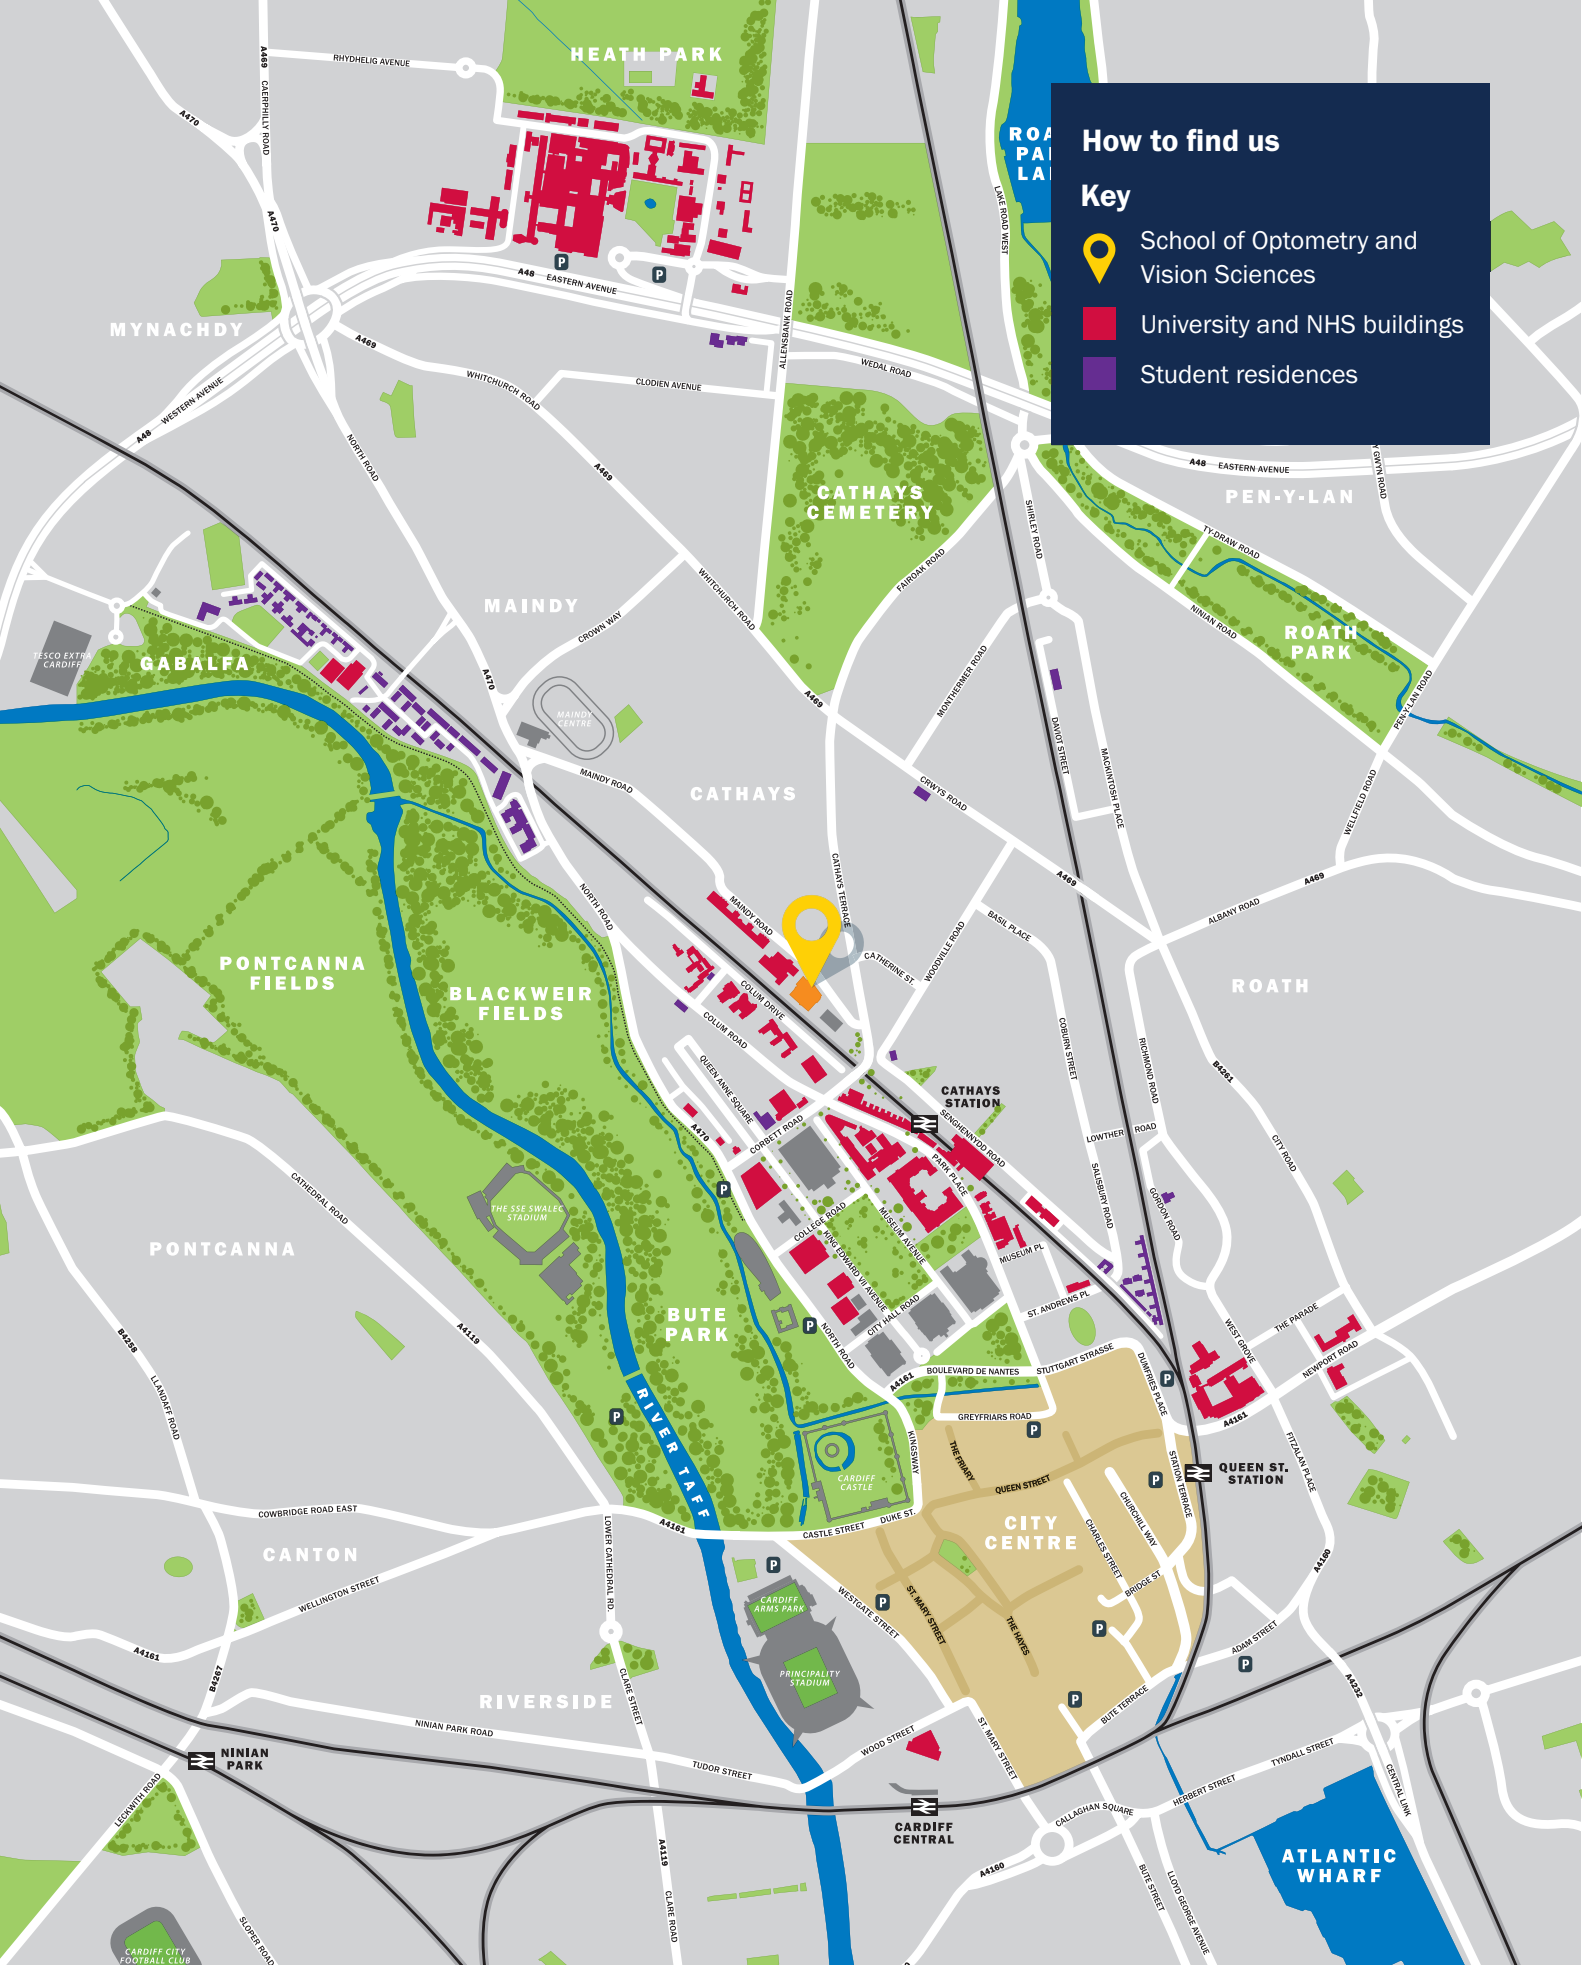 HEATH PARK
RHYDHELIG AVENUE
A469
CAERPHILLY ROAD
A470
A470
How to find us
Key
School of Optometry and
Vision Sciences
University and NHS buildings
Student residences
LAKE ROAD WEST
P
P
A48
EASTERN AVENUE
MYNACHDY
ALLENSBANK ROAD
A469
WHITCHURCH ROAD
CLODIEN AVENUE
WEDAL ROAD
WESTERN AVENUE
A48
NORTH ROAD
A469
CATHAYS
CEMETERY
A48
EASTERN AVENUE
PEN-Y-LAN
SHIRLEY ROAD
TY-DRAW ROAD
FAIROAK ROAD
WHITCHURCH ROAD
MAINDY
CROWN WAY
NINIAN ROAD
ROATH
PARK
TESCO EXTRA
CARDIFF
GABALFA
A470
A469
MONTHERMER ROAD
PEN-Y-LAN ROAD
MAINDY
CENTRE
DAVIOT STREET
MACKINTOSH PLACE
MAINDY ROAD
CATHAYS
CRWYS ROAD
WELLFIELD ROAD
CATHAYS TERRACE
A469
A469
ALBANY ROAD
NORTH ROAD
MAINDY ROAD
BASIL PLACE
WOODVILLE ROAD
CATHERINE ST.
PONTCANNA
FIELDS
BLACKWEIR
FIELDS
COLUM DRIVE
COLUM ROAD
ROATH
COBURN STREET
RICHMOND ROAD
B4261
QUEEN ANNE SQUARE
CATHAYS
STATION
SENGHENNYDD ROAD
A470
CORBETT ROAD
LOWTHER ROAD
CITY ROAD
PARK PLACE
SALISBURY ROAD
GORDON ROAD
P
CATHEDRAL ROAD
THE SSE SWALEC
STADIUM
COLLEGE ROAD
MUSEUM AVENUE
KING EDWARD VII AVENUE
MUSEUM PL
PONTCANNA
ST. ANDREWS PL
BUTE
PARK
P
CITY HALL ROAD
NORTH ROAD
THE PARADE
WEST GROVE
NEWPORT ROAD
B4258
A4119
STUTTGART STRASSE
BOULEVARD DE NANTES
A4161
DUMFRIES PLACE
P
LLANDAFF ROAD
GREYFRIARS ROAD
A4161
P
P
RIVER TAFF
KINGSWAY
THE FRIARY
FITZALAN PLACE
CARDIFF
CASTLE
QUEEN STREET
P
STATION TERRACE
QUEEN ST.
STATION
COWBRIDGE ROAD EAST
LOWER CATHEDRAL RD.
A4161
CASTLE STREET
DUKE ST.
CITY
CENTRE
CHARLES STREET
CHURCHILL WAY
CANTON
WELLINGTON STREET
P
A4160
BRIDGE ST
CARDIFF
ARMS PARK
WESTGATE STREET
P
ST. MARY STREET
THE HAYES
P
ADAM STREET
P
A4161
B4267
CLARE STREET
PRINCIPALITY
STADIUM
A4232
RIVERSIDE
P
BUTE TERRACE
NINIAN PARK ROAD
WOOD STREET
ST. MARY STREET
TYNDALL STREET
NINIAN
PARK
TUDOR STREET
HERBERT STREET
CENTRAL LINK
LECKWITH ROAD
CALLAGHAN SQUARE
CARDIFF
CENTRAL
A4119
A4160
ATLANTIC
WHARF
BUTE STREET
LLOYD GEORGE AVENUE
CLARE ROAD
SLOPER ROAD
CARDIFF CITY
FOOTBALL CLUB